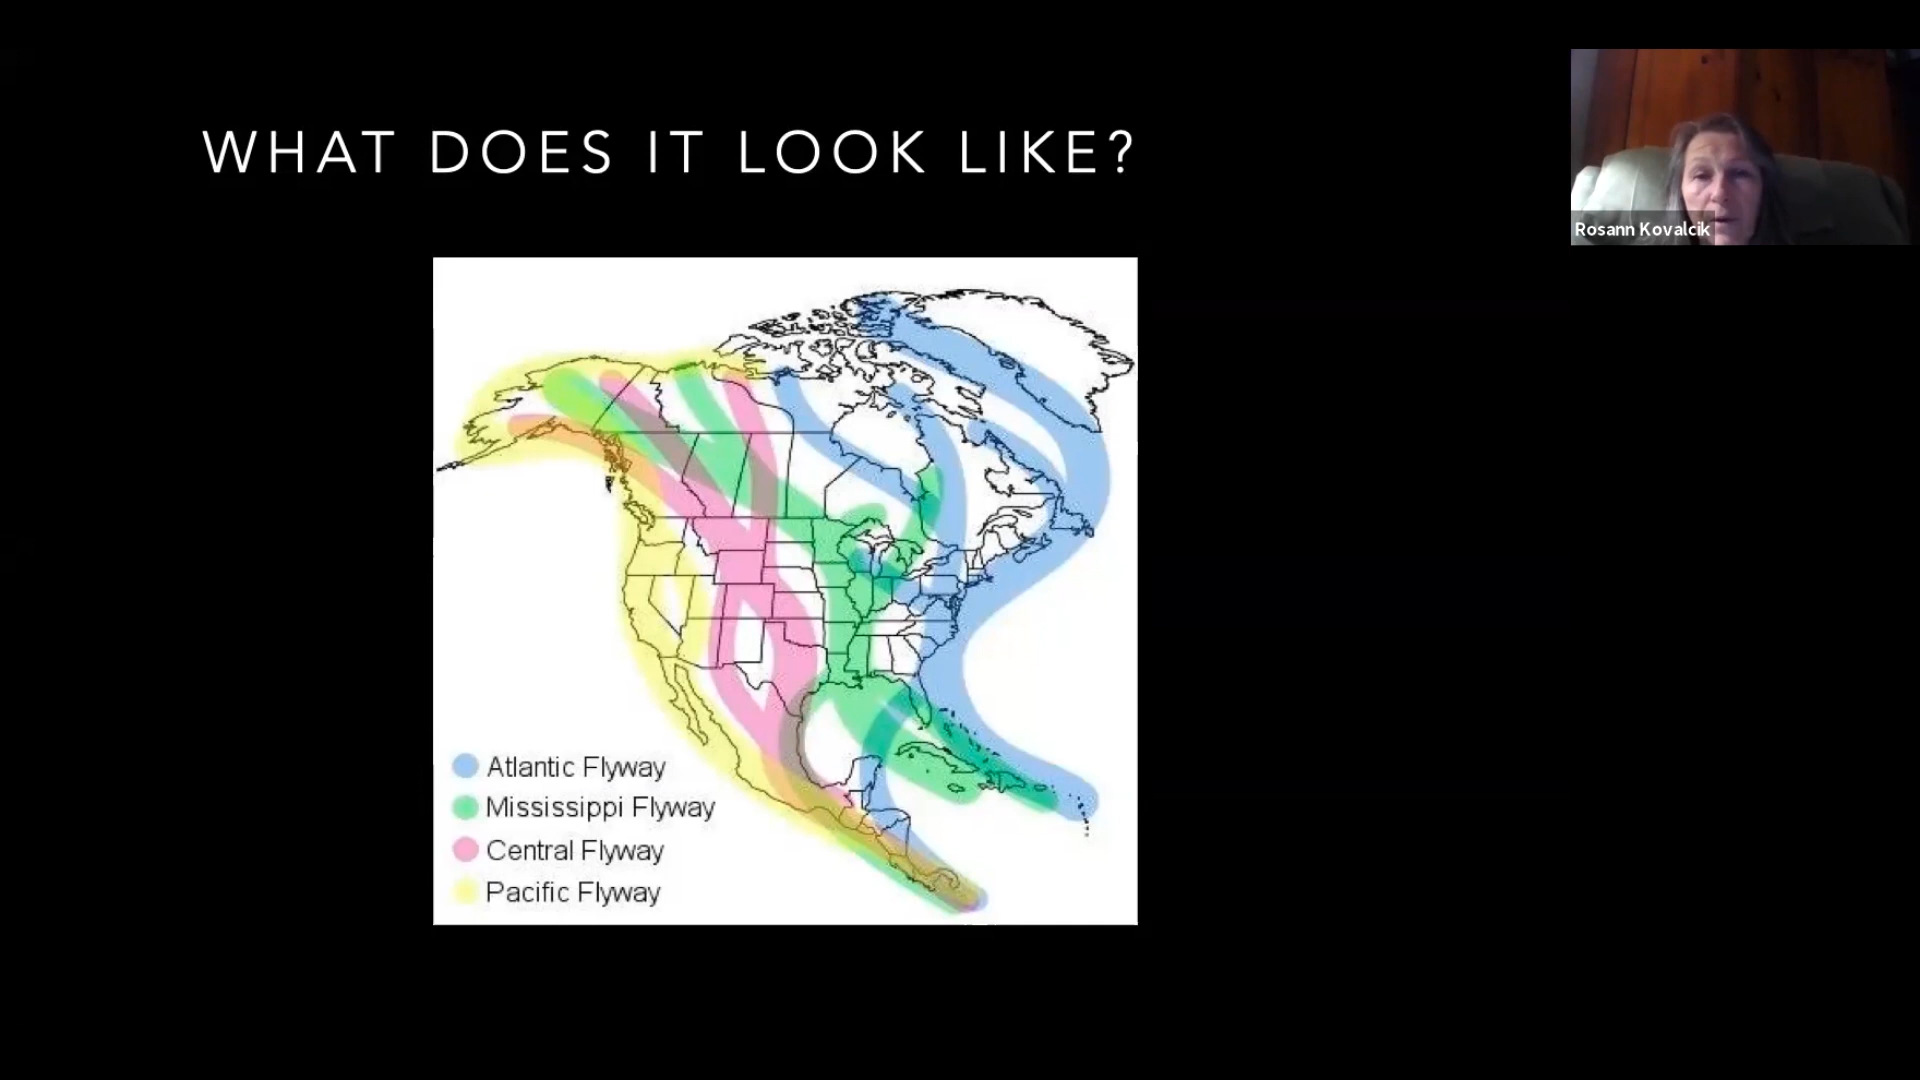 WHAT DOES IT LOOK LIKE?
Rosann Kovalcik
Atlantic Flyway
Mississippi Flyway
Central Flyway
Pacific Flyway